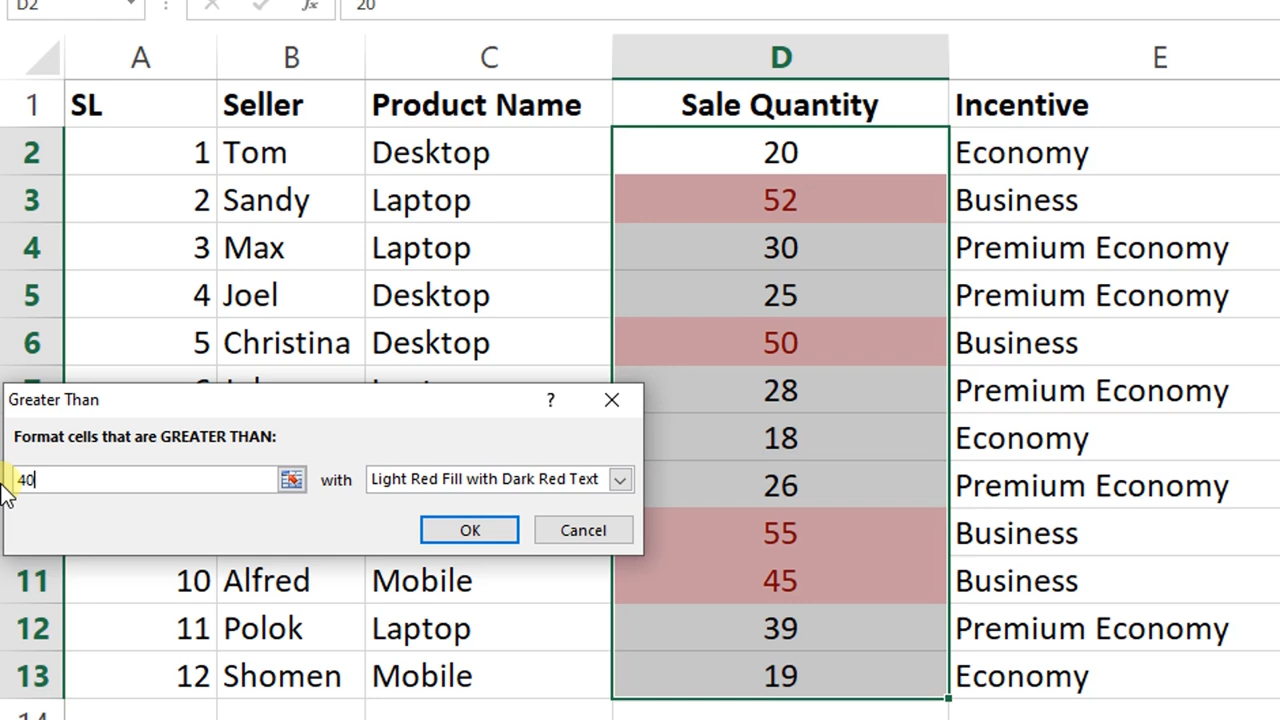 D2 fx 20
A B C D E
1 SL Seller Product Name Sale Quantity Incentive
2 1 Tom Desktop 20 Economy
3 2 Sandy Laptop 52 Business
4 3 Max Laptop 30 Premium Economy
5 4 Joel Desktop 25 Premium Economy
6 5 Christina Desktop 50 Business
28 Premium Economy
Greater Than ?
Format cells that are GREATER THAN:
18 Economy
40 with Light Red Fill with Dark Red Text
26 Premium Economy
OK Cancel
55 Business
11 10 Alfred Mobile 45 Business
12 11 Polok Laptop 39 Premium Economy
13 12 Shomen Mobile 19 Economy
14